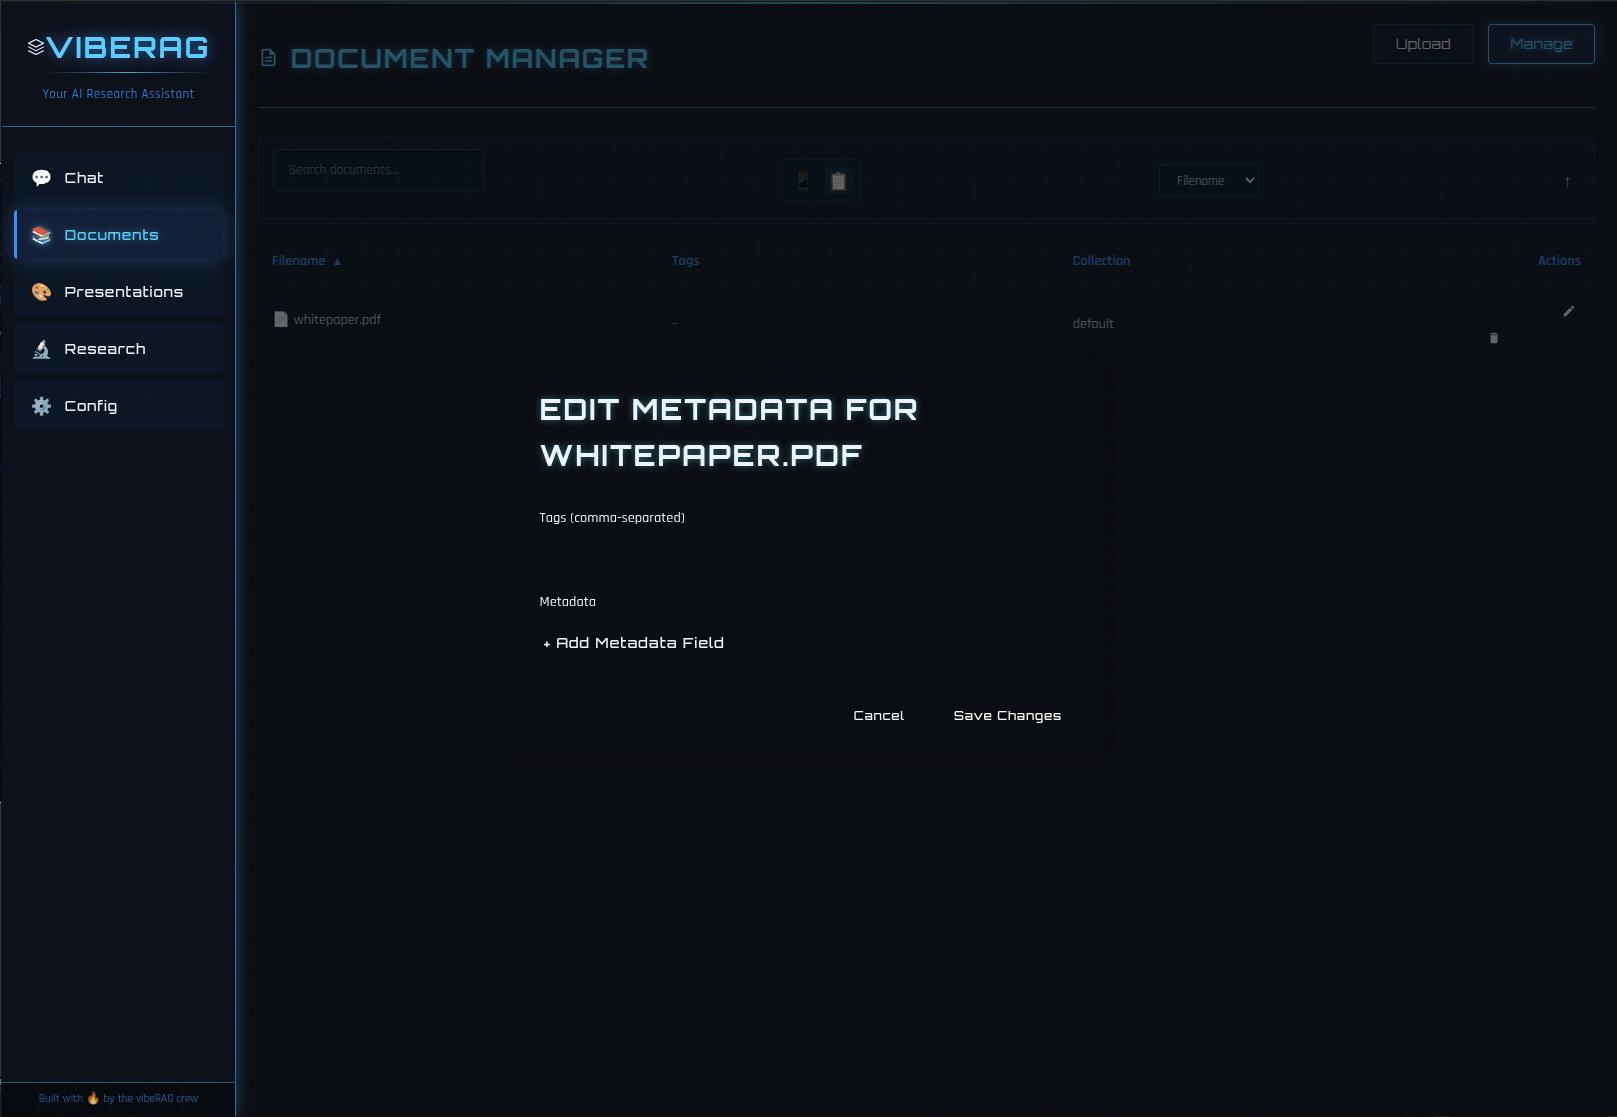 VIBERAG
Your AI Research Assistant
Chat
Documents
Presentations
Research
Config
Built with 🔥 by the vibeRAG crew
DOCUMENT MANAGER
Upload
Manage
Search documents...
Filename
↑
Filename ▲
Tags
Collection
Actions
whitepaper.pdf
-
default
EDIT METADATA FOR
WHITEPAPER.PDF
Tags (comma-separated)
Metadata
+ Add Metadata Field
Cancel
Save Changes